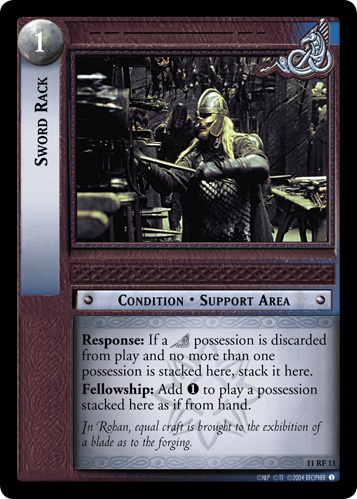 1
SWORD RACK
CONDITION • SUPPORT AREA
Response: If a possession is discarded
from play and no more than one
possession is stacked here, stack it here.
Fellowship: Add 1 to play a possession
stacked here as if from hand.
In Rohan, equal craft is brought to the exhibition of
a blade as to the forging.
11 RF 13
©NLP ©TE ©2004 DECIPHER